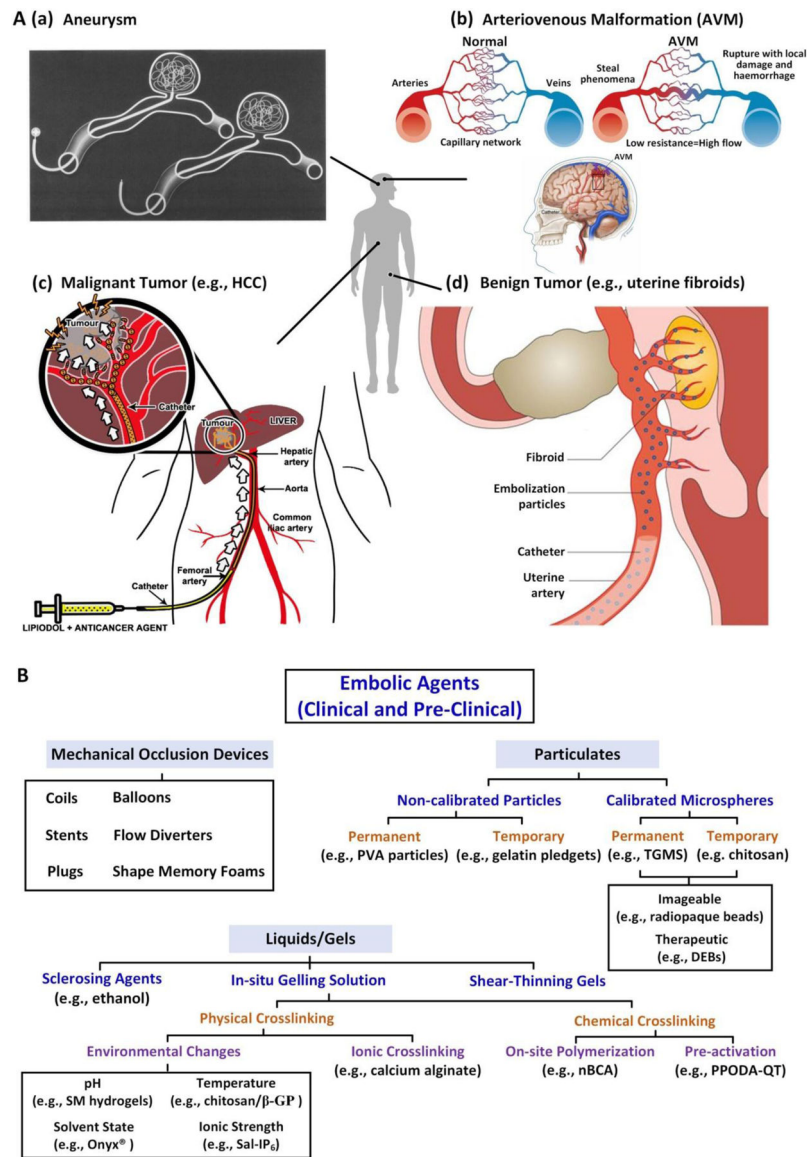 A (a) Aneurysm
(b) Arteriovenous Malformation (AVM)
Normal
AVM
Arteries
Veins
Capillary network
Steal
phenomena
Rupture with local
damage and
haemorrhage
Low resistance=High flow
AVM
Catheter
(c) Malignant Tumor (e.g., HCC)
Tumour
Catheter
Tumour
LIVER
Hepatic
artery
Aorta
Common
iliac artery
Femoral
artery
Catheter
LIPIODOL + ANTICANCER AGENT
(d) Benign Tumor (e.g., uterine fibroids)
Fibroid
Embolization
particles
Catheter
Uterine
artery
B
Embolic Agents
(Clinical and Pre-Clinical)
Mechanical Occlusion Devices
Coils Balloons
Stents Flow Diverters
Plugs Shape Memory Foams
Particulates
Non-calibrated Particles Calibrated Microspheres
Permanent Temporary Permanent Temporary
(e.g., PVA particles) (e.g., gelatin pledgets) (e.g., TGMS) (e.g. chitosan)
Imageable
(e.g., radiopaque beads)
Therapeutic
(e.g., DEBs)
Liquids/Gels
Sclerosing Agents In-situ Gelling Solution Shear-Thinning Gels
(e.g., ethanol)
Physical Crosslinking Chemical Crosslinking
Environmental Changes Ionic Crosslinking On-site Polymerization Pre-activation
(e.g., calcium alginate) (e.g., nBCA) (e.g., PPODA-QT)
pH Temperature
(e.g., SM hydrogels) (e.g., chitosan/β-GP )
Solvent State Ionic Strength
(e.g., Onyx® ) (e.g., Sal-IP₆)